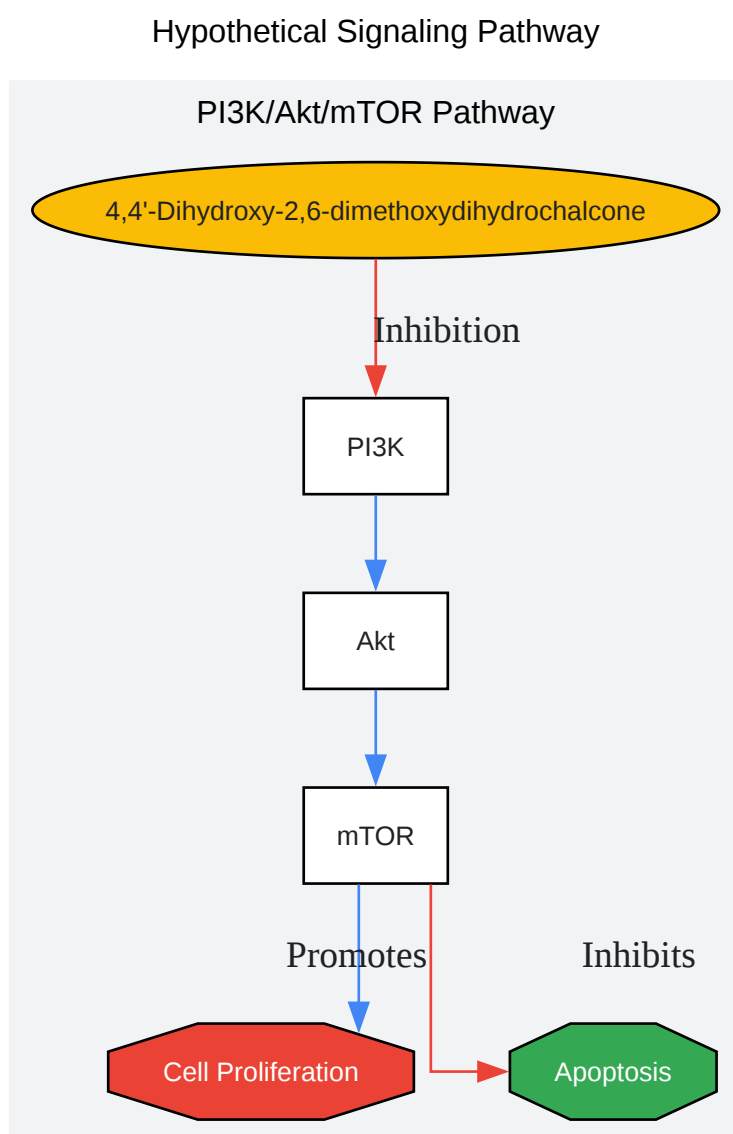 Hypothetical Signaling Pathway
PI3K/Akt/mTOR Pathway
4,4'-Dihydroxy-2,6-dimethoxydihydrochalcone
Inhibition
PI3K
Akt
mTOR
Promotes
Inhibits
Cell Proliferation
Apoptosis